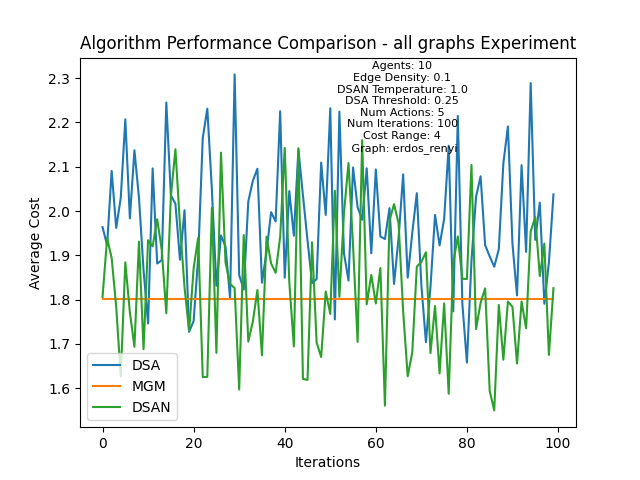 Algorithm Performance Comparison - all graphs Experiment
Agents: 10
Edge Density: 0.1
DSAN Temperature: 1.0
DSA Threshold: 0.25
Num Actions: 5
Num Iterations: 100
Cost Range: 4
Graph: erdos_renyi
2.3
2.2
2.1
2.0
1.9
1.8
1.7
1.6
Average Cost
DSA
MGM
DSAN
0
20
40
60
80
100
Iterations